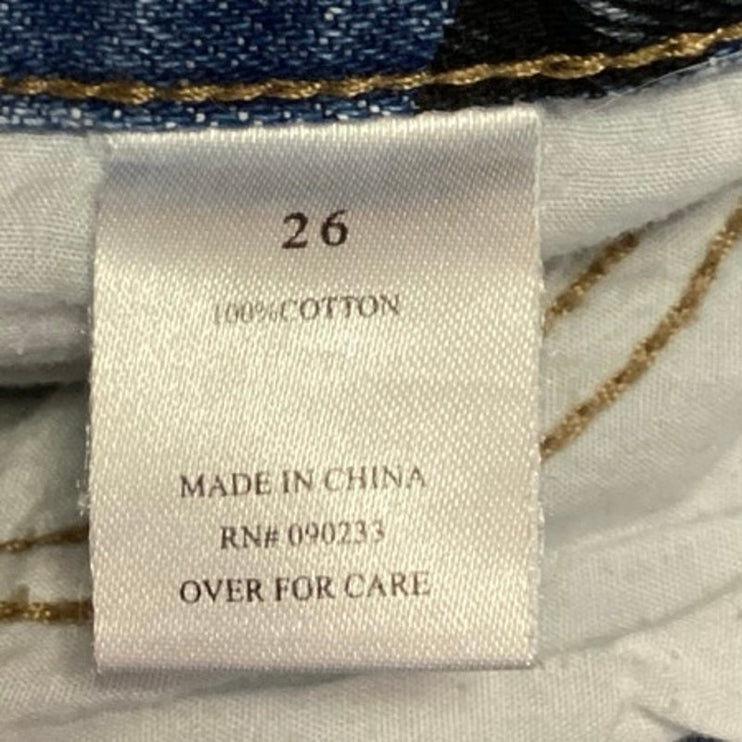 26
100%COTTON
MADE IN CHINA
RN# 090233
OVER FOR CARE